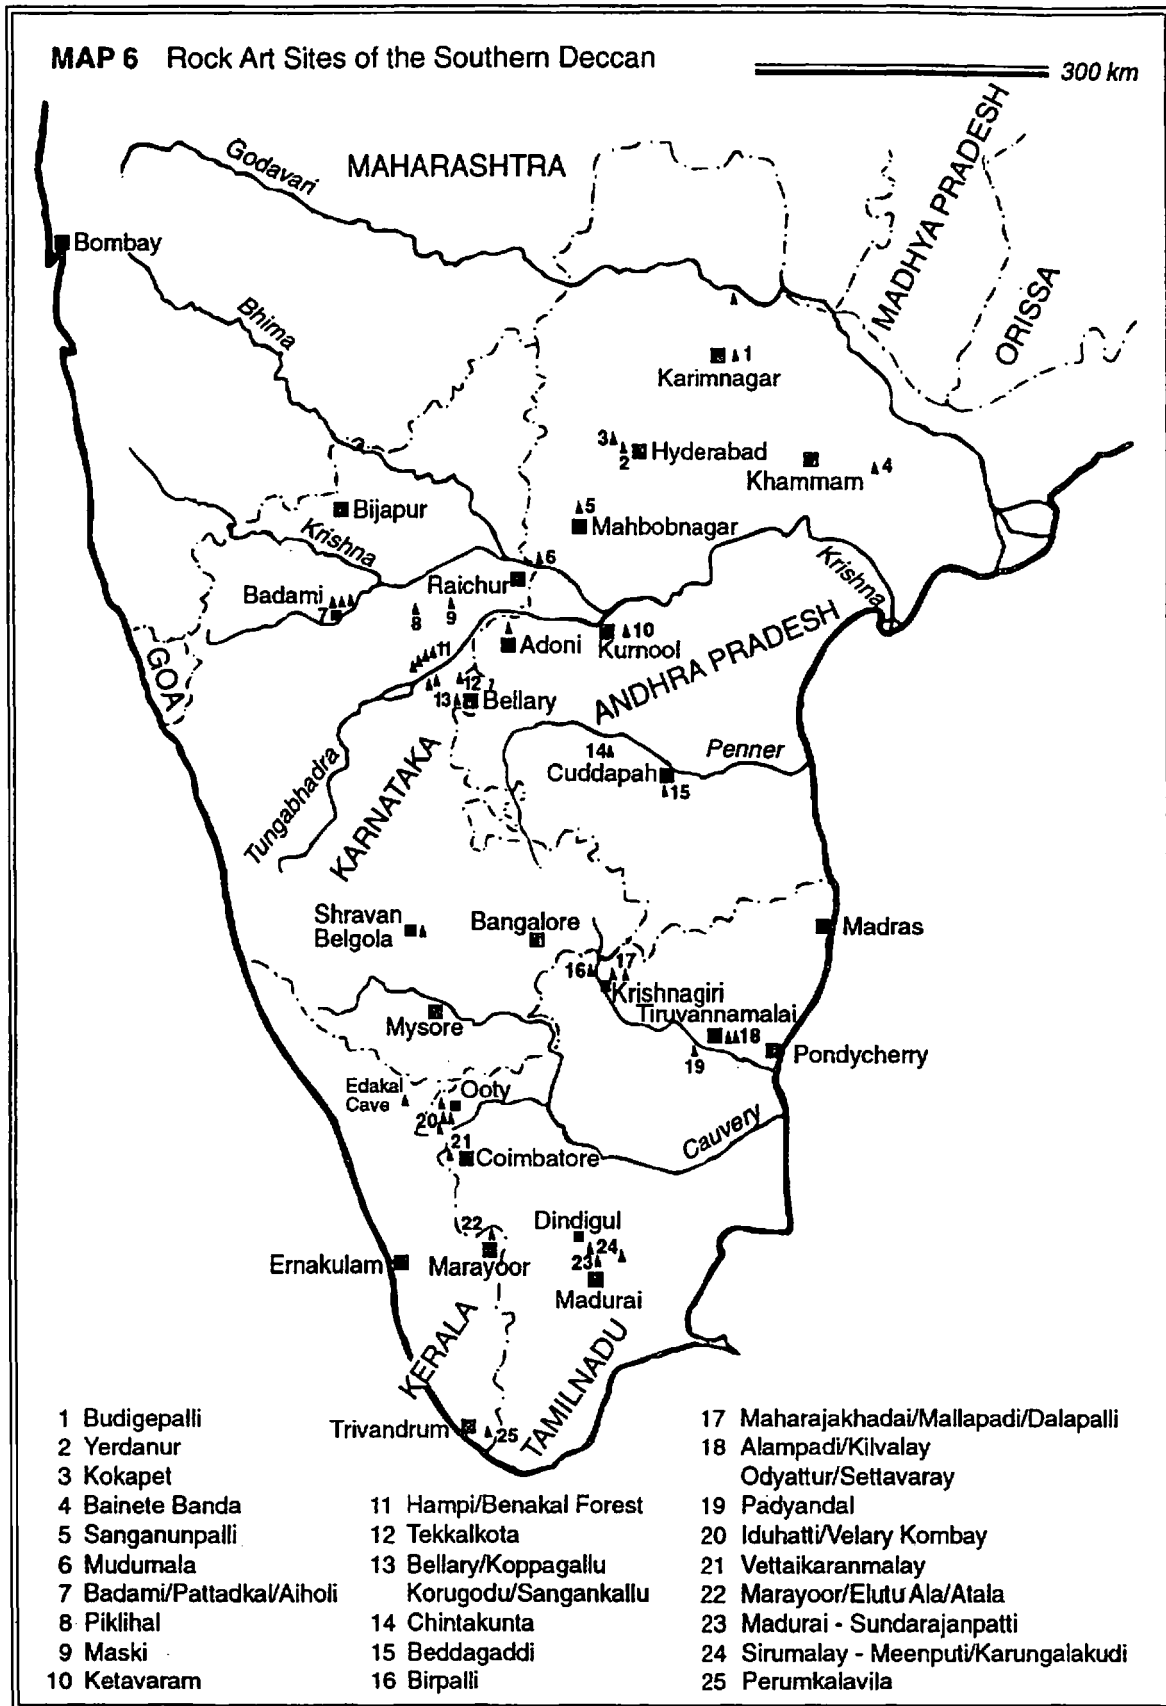 MAP 6 Rock Art Sites of the Southern Deccan
300 km
Godavari
MAHARASHTRA
MADHYA PRADESH
ORISSA
Bombay
Bhima
1
Karimnagar
3
2
Hyderabad
Khammam
4
Bijapur
5
Mahbobnagar
Krishna
Krishna
6
Raichur
Badami
7
8
9
GOA
11
Adoni
10
Kurnool
ANDHRA PRADESH
12
13
Bellary
Tungabhadra
KARNATAKA
14
Penner
Cuddapah
15
Shravan
Belgola
Bangalore
Madras
16
17
Krishnagiri
Tiruvannamalai
18
Mysore
19
Pondycherry
Edakal
Cave
Ooty
20
21
Coimbatore
Cauvery
22
Dindigul
24
23
Ernakulam
Marayoor
Madurai
KERALA
TAMILNADU
Trivandrum
25
1 Budigepalli
2 Yerdanur
3 Kokapet
4 Bainete Banda
5 Sanganunpalli
6 Mudumala
7 Badami/Pattadkal/Aiholi
8 Piklihal
9 Maski
10 Ketavaram
11 Hampi/Benakal Forest
12 Tekkalkota
13 Bellary/Koppagallu
Korugodu/Sangankallu
14 Chintakunta
15 Beddagaddi
16 Birpalli
17 Maharajakhadai/Mallapadi/Dalapalli
18 Alampadi/Kilvalay
Odyattur/Settavaray
19 Padyandal
20 Iduhatti/Velary Kombay
21 Vettaikaranmalay
22 Marayoor/Elutu Ala/Atala
23 Madurai - Sundarajanpatti
24 Sirumalay - Meenputi/Karungalakudi
25 Perumkalavila